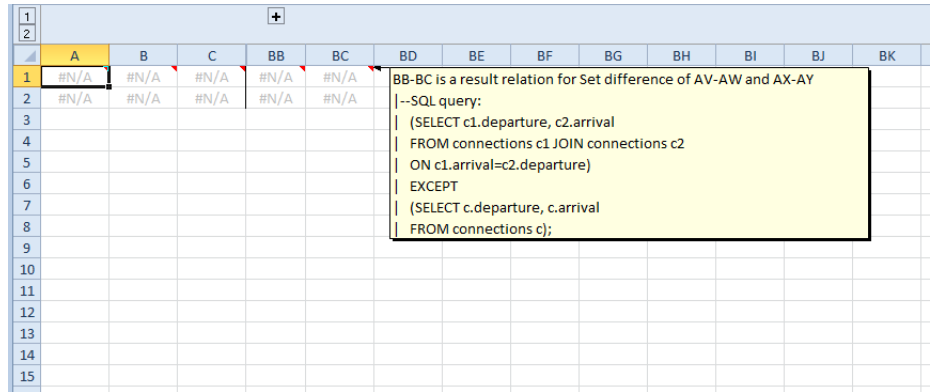 1
2
+
A B C BB BC BD BE BF BG BH BI BJ BK
1 #N/A #N/A #N/A #N/A #N/A BB-BC is a result relation for Set difference of AV-AW and AX-AY
2 #N/A #N/A #N/A #N/A #N/A |--SQL query:
3 | (SELECT c1.departure, c2.arrival
4 | FROM connections c1 JOIN connections c2
5 | ON c1.arrival=c2.departure)
6 | EXCEPT
7 | (SELECT c.departure, c.arrival
8 | FROM connections c);
9
10
11
12
13
14
15